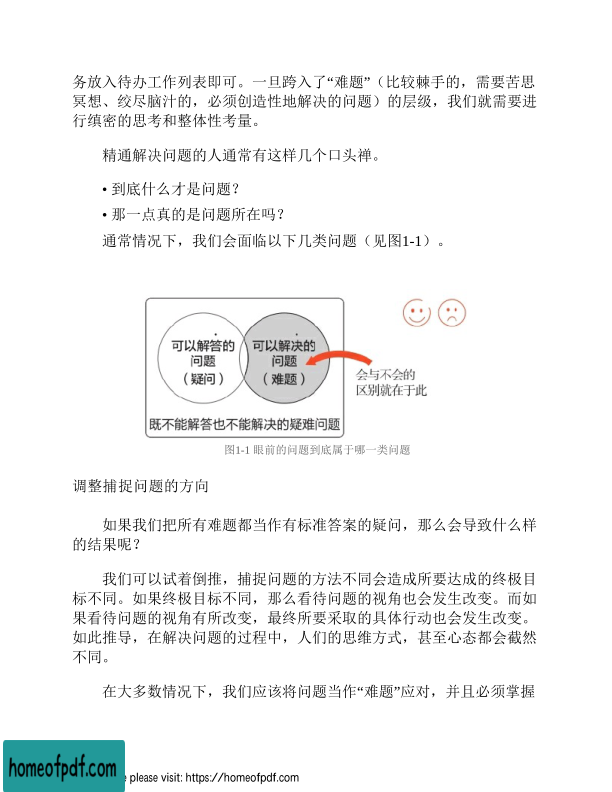 务放入待办工作列表即可。一旦跨入了“难题”（比较棘手的，需要苦思
冥想、绞尽脑汁的，必须创造性地解决的问题）的层级，我们就需要进
行缜密的思考和整体性考量。
精通解决问题的人通常有这样几个口头禅。
• 到底什么才是问题？
• 那一点真的是问题所在吗？
通常情况下，我们会面临以下几类问题（见图1-1）。
可以解答的
问题
（疑问）
可以解决的
问题
（难题）
会与不会的
区别就在于此
既不能解答也不能解决的疑难问题
图1-1 眼前的问题到底属于哪一类问题
调整捕捉问题的方向
如果我们把所有难题都当作有标准答案的疑问，那么会导致什么样
的结果呢？
我们可以试着倒推，捕捉问题的方法不同会造成所要达成的终极目
标不同。如果终极目标不同，那么看待问题的视角也会发生改变。而如
果看待问题的视角有所改变，最终所要采取的具体行动也会发生改变。
如此推导，在解决问题的过程中，人们的思维方式，甚至心态都会截然
不同。
在大多数情况下，我们应该将问题当作“难题”应对，并且必须掌握
homeofpdf.com
e please visit: https://homeofpdf.com